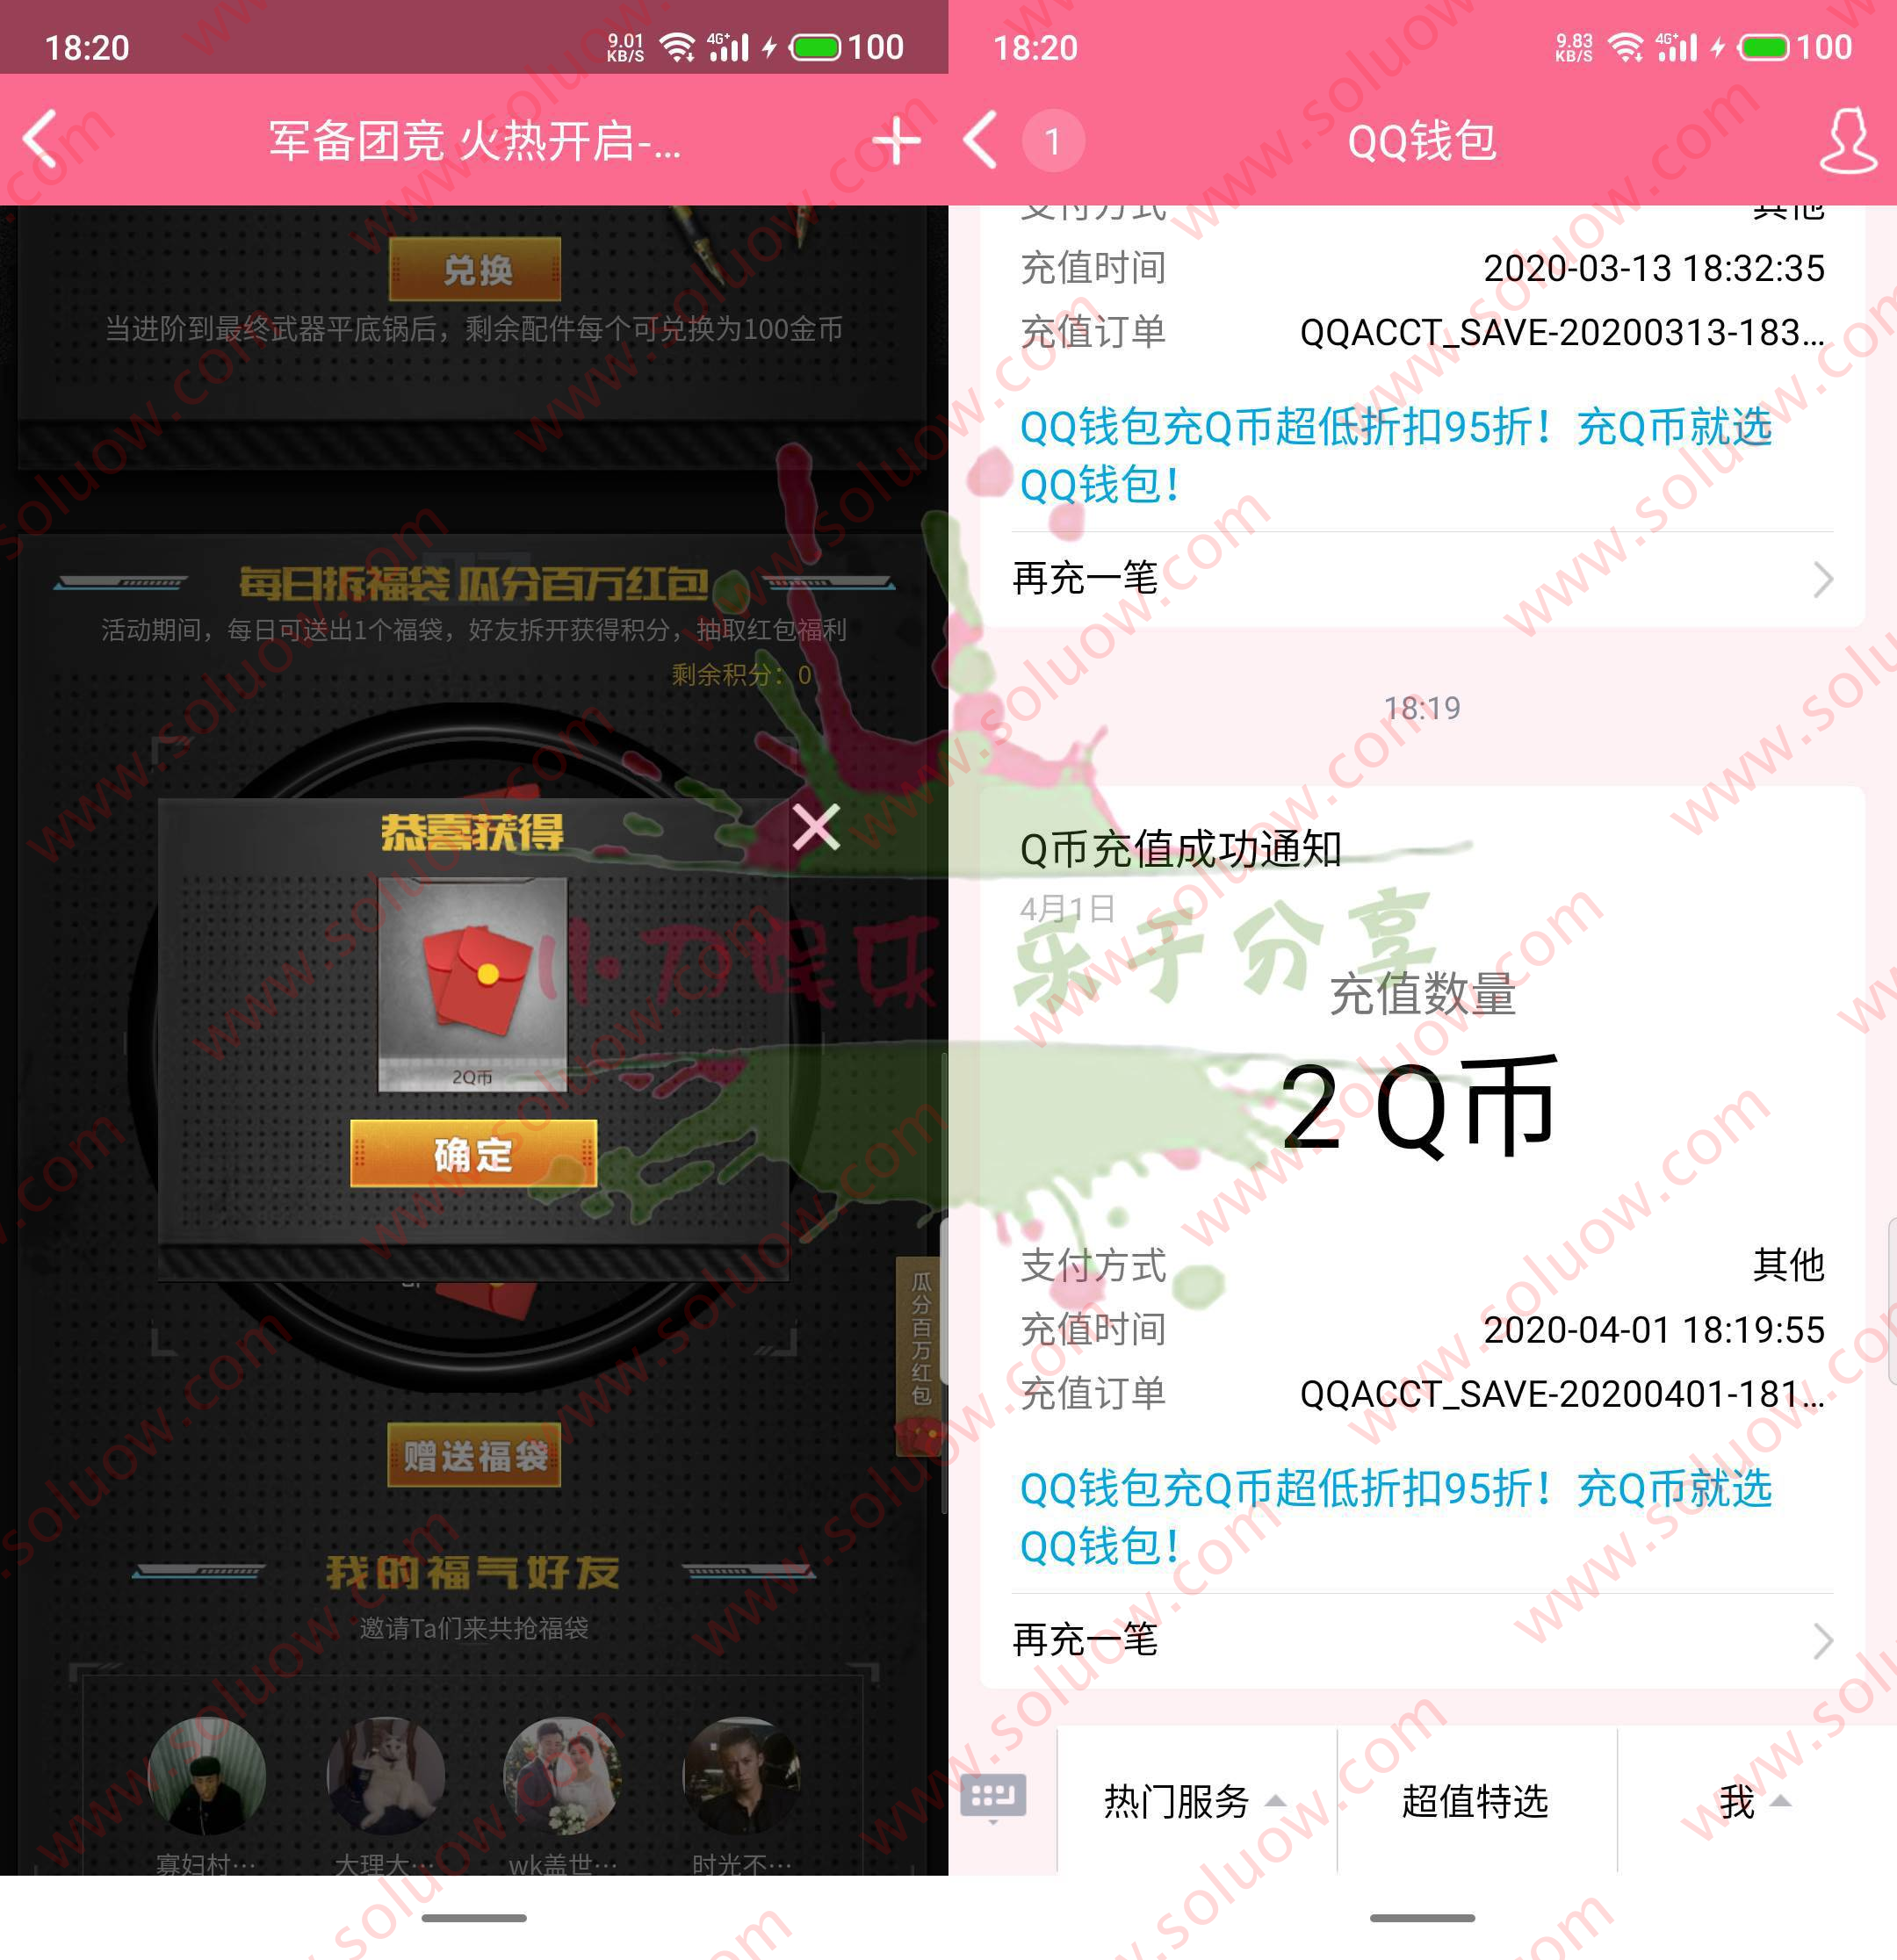 18:20
9.01
KB/S
4G+
100
军备团竞 火热开启-...
兑换
当进阶到最终武器平底锅后，剩余配件每个可兑换为100金币
每日拆福袋 瓜分百万红包
活动期间，每日可送出1个福袋，好友拆开获得积分，抽取红包福利
剩余积分：0
恭喜获得
2Q币
确定
瓜分百万红包
赠送福袋
我的福气好友
邀请Ta们来共抢福袋
寡妇村...
大理大...
wk盖世...
时光不...
18:20
9.83
KB/S
4G+
100
1
QQ钱包
支付方式
其他
充值时间
2020-03-13 18:32:35
充值订单
QQACCT_SAVE-20200313-183...
QQ钱包充Q币超低折扣95折！充Q币就选
QQ钱包！
再充一笔
18:19
Q币充值成功通知
4月1日
充值数量
2 Q币
支付方式
其他
充值时间
2020-04-01 18:19:55
充值订单
QQACCT_SAVE-20200401-181...
QQ钱包充Q币超低折扣95折！充Q币就选
QQ钱包！
再充一笔
热门服务
超值特选
我
小刀娱乐 乐于分享
www.soluow.com